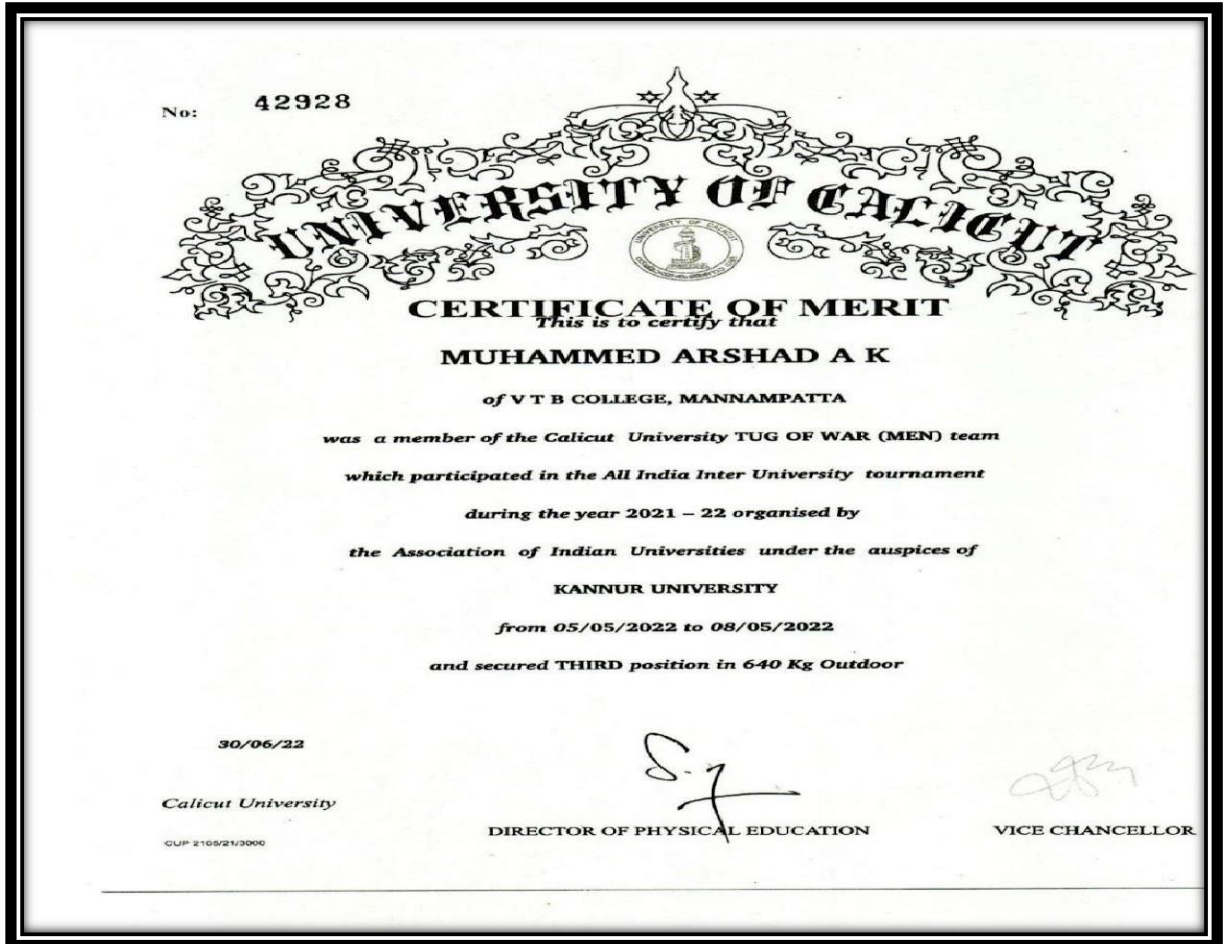 No: 42928
UNIVERSITY OF CALICUT
UNIVERSITY OF CALICUT
CERTIFICATE OF MERIT
This is to certify that
MUHAMMED ARSHAD A K
of V T B COLLEGE, MANNAMPATTA
was a member of the Calicut University TUG OF WAR (MEN) team
which participated in the All India Inter University tournament
during the year 2021 – 22 organised by
the Association of Indian Universities under the auspices of
KANNUR UNIVERSITY
from 05/05/2022 to 08/05/2022
and secured THIRD position in 640 Kg Outdoor
30/06/22
Calicut University
DIRECTOR OF PHYSICAL EDUCATION
VICE CHANCELLOR
CUP 2105/21/3000